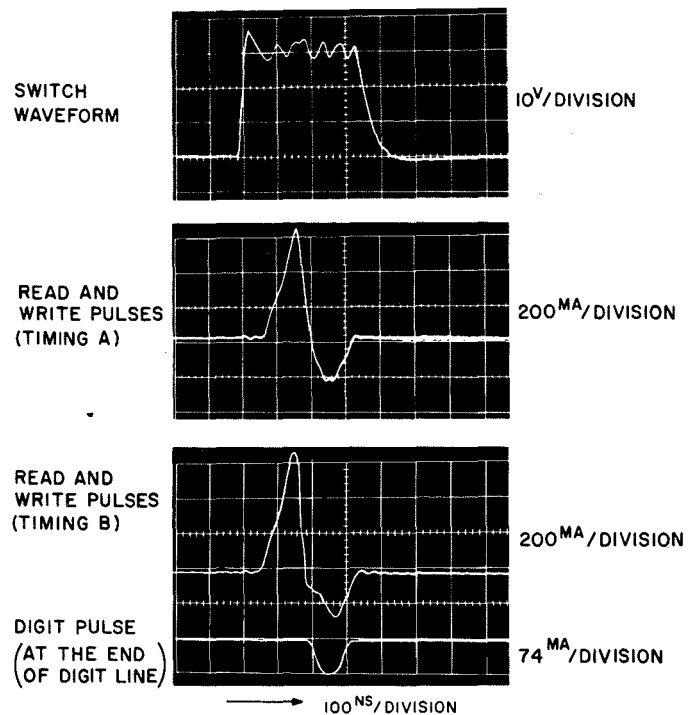 SWITCH
WAVEFORM
10V/DIVISION
READ AND
WRITE PULSES
(TIMING A)
200MA/DIVISION
READ AND
WRITE PULSES
(TIMING B)
200MA/DIVISION
DIGIT PULSE
(AT THE END
OF DIGIT LINE)
74MA/DIVISION
100NS/DIVISION